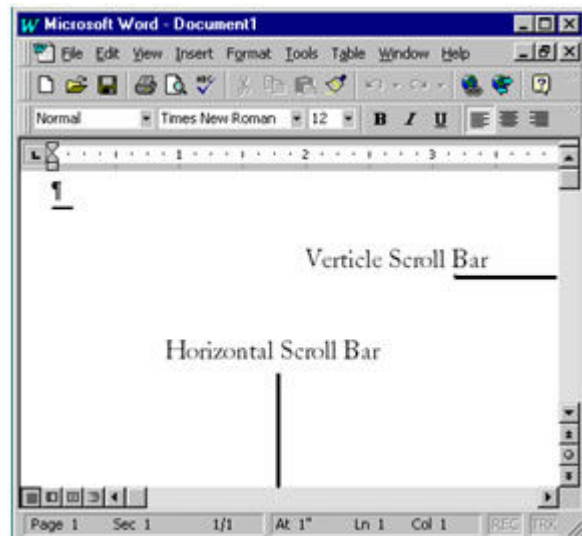 Microsoft Word - Document1
File Edit View Insert Format Tools Table Window Help
Normal Times New Roman 12 B I U
1 2 3
¶
Verticle Scroll Bar
Horizontal Scroll Bar
Page 1 Sec 1 1/1 At 1" Ln 1 Col 1 REC TRK